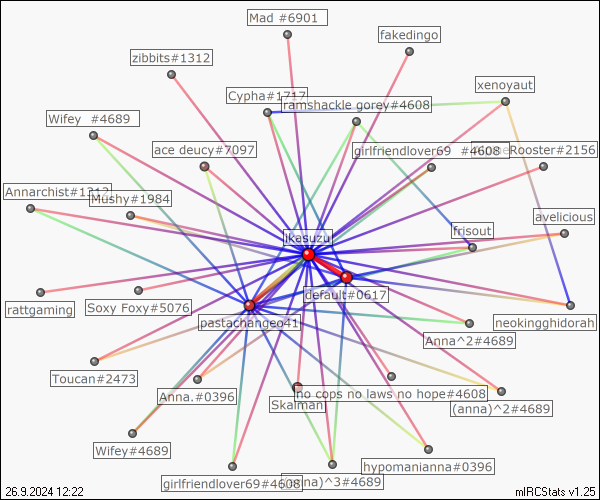 Mad #6901
fakedingo
zibbits#1312
xenoyaut
Cypha#1717
ramshackle gorey#4608
Wifey  #4689
ace deucy#7097
girlfriendlover69  #4608
Rooster#2156
Annarchist#1312
Mushy#1984
ayelicious
ikasuzu
frisout
rattgaming
Soxy Foxy#5076
default#0617
neokingghidorah
pastachangeo41
Anna^2#4689
Toucan#2473
Anna.#0396
Skalman
no cops no laws no hope#4608
(anna)^2#4689
Wifey#4689
hypomanianna#0396
girlfriendlover69#4608
(anna)^3#4689
26.9.2024 12:22
mIRCStats v1.25